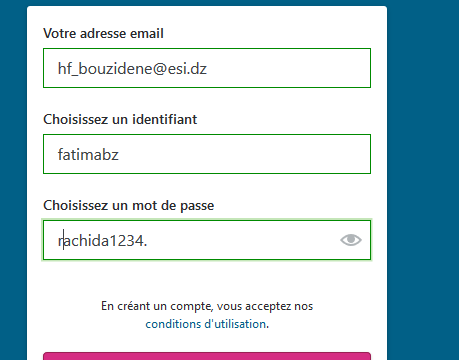 Votre adresse email
hf_bouzidene@esi.dz
Choisissez un identifiant
fatimabz
Choisissez un mot de passe
rachida1234.
En créant un compte, vous acceptez nos
conditions d'utilisation.